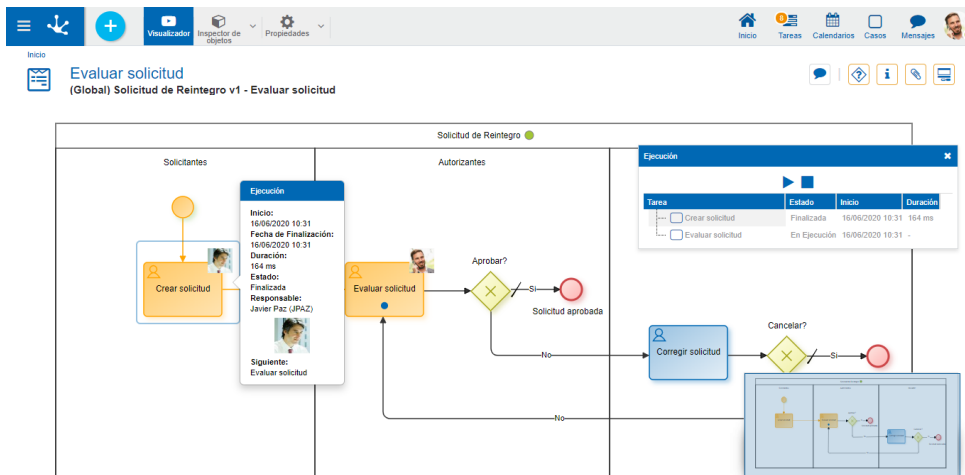 Visualizador
Inspector de
objetos
Propiedades
Inicio
8
Tareas
Calendarios
Casos
Mensajes
Inicio
Evaluar solicitud
(Global) Solicitud de Reintegro v1 - Evaluar solicitud
Solicitud de Reintegro
Solicitantes
Autorizantes
Ejecución
Tarea
Estado
Inicio
Duración
Crear solicitud
Finalizada
16/06/2020 10:31
164 ms
Evaluar solicitud
En Ejecución
16/06/2020 10:31
-
Ejecución
Inicio:
16/06/2020 10:31
Fecha de Finalización:
16/06/2020 10:31
Duración:
164 ms
Estado:
Finalizada
Responsable:
Javier Paz (JPAZ)
Siguiente:
Evaluar solicitud
Crear solicitud
Evaluar solicitud
Aprobar?
Si
Solicitud aprobada
No
Corregir solicitud
Cancelar?
Si
No